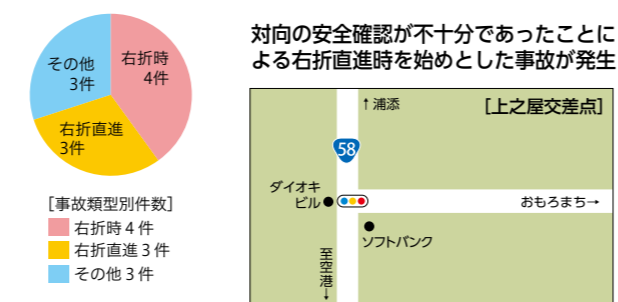 その他
3件
右折時
4件
右折直進
3件
[事故類型別件数]
右折時 4 件
右折直進 3 件
その他 3 件
対向の安全確認が不十分であったことに
よる右折直進時を始めとした事故が発生
↑浦添
[上之屋交差点]
58
ダイオキ
ビル
おもろまち→
ソフトバンク
至空港→